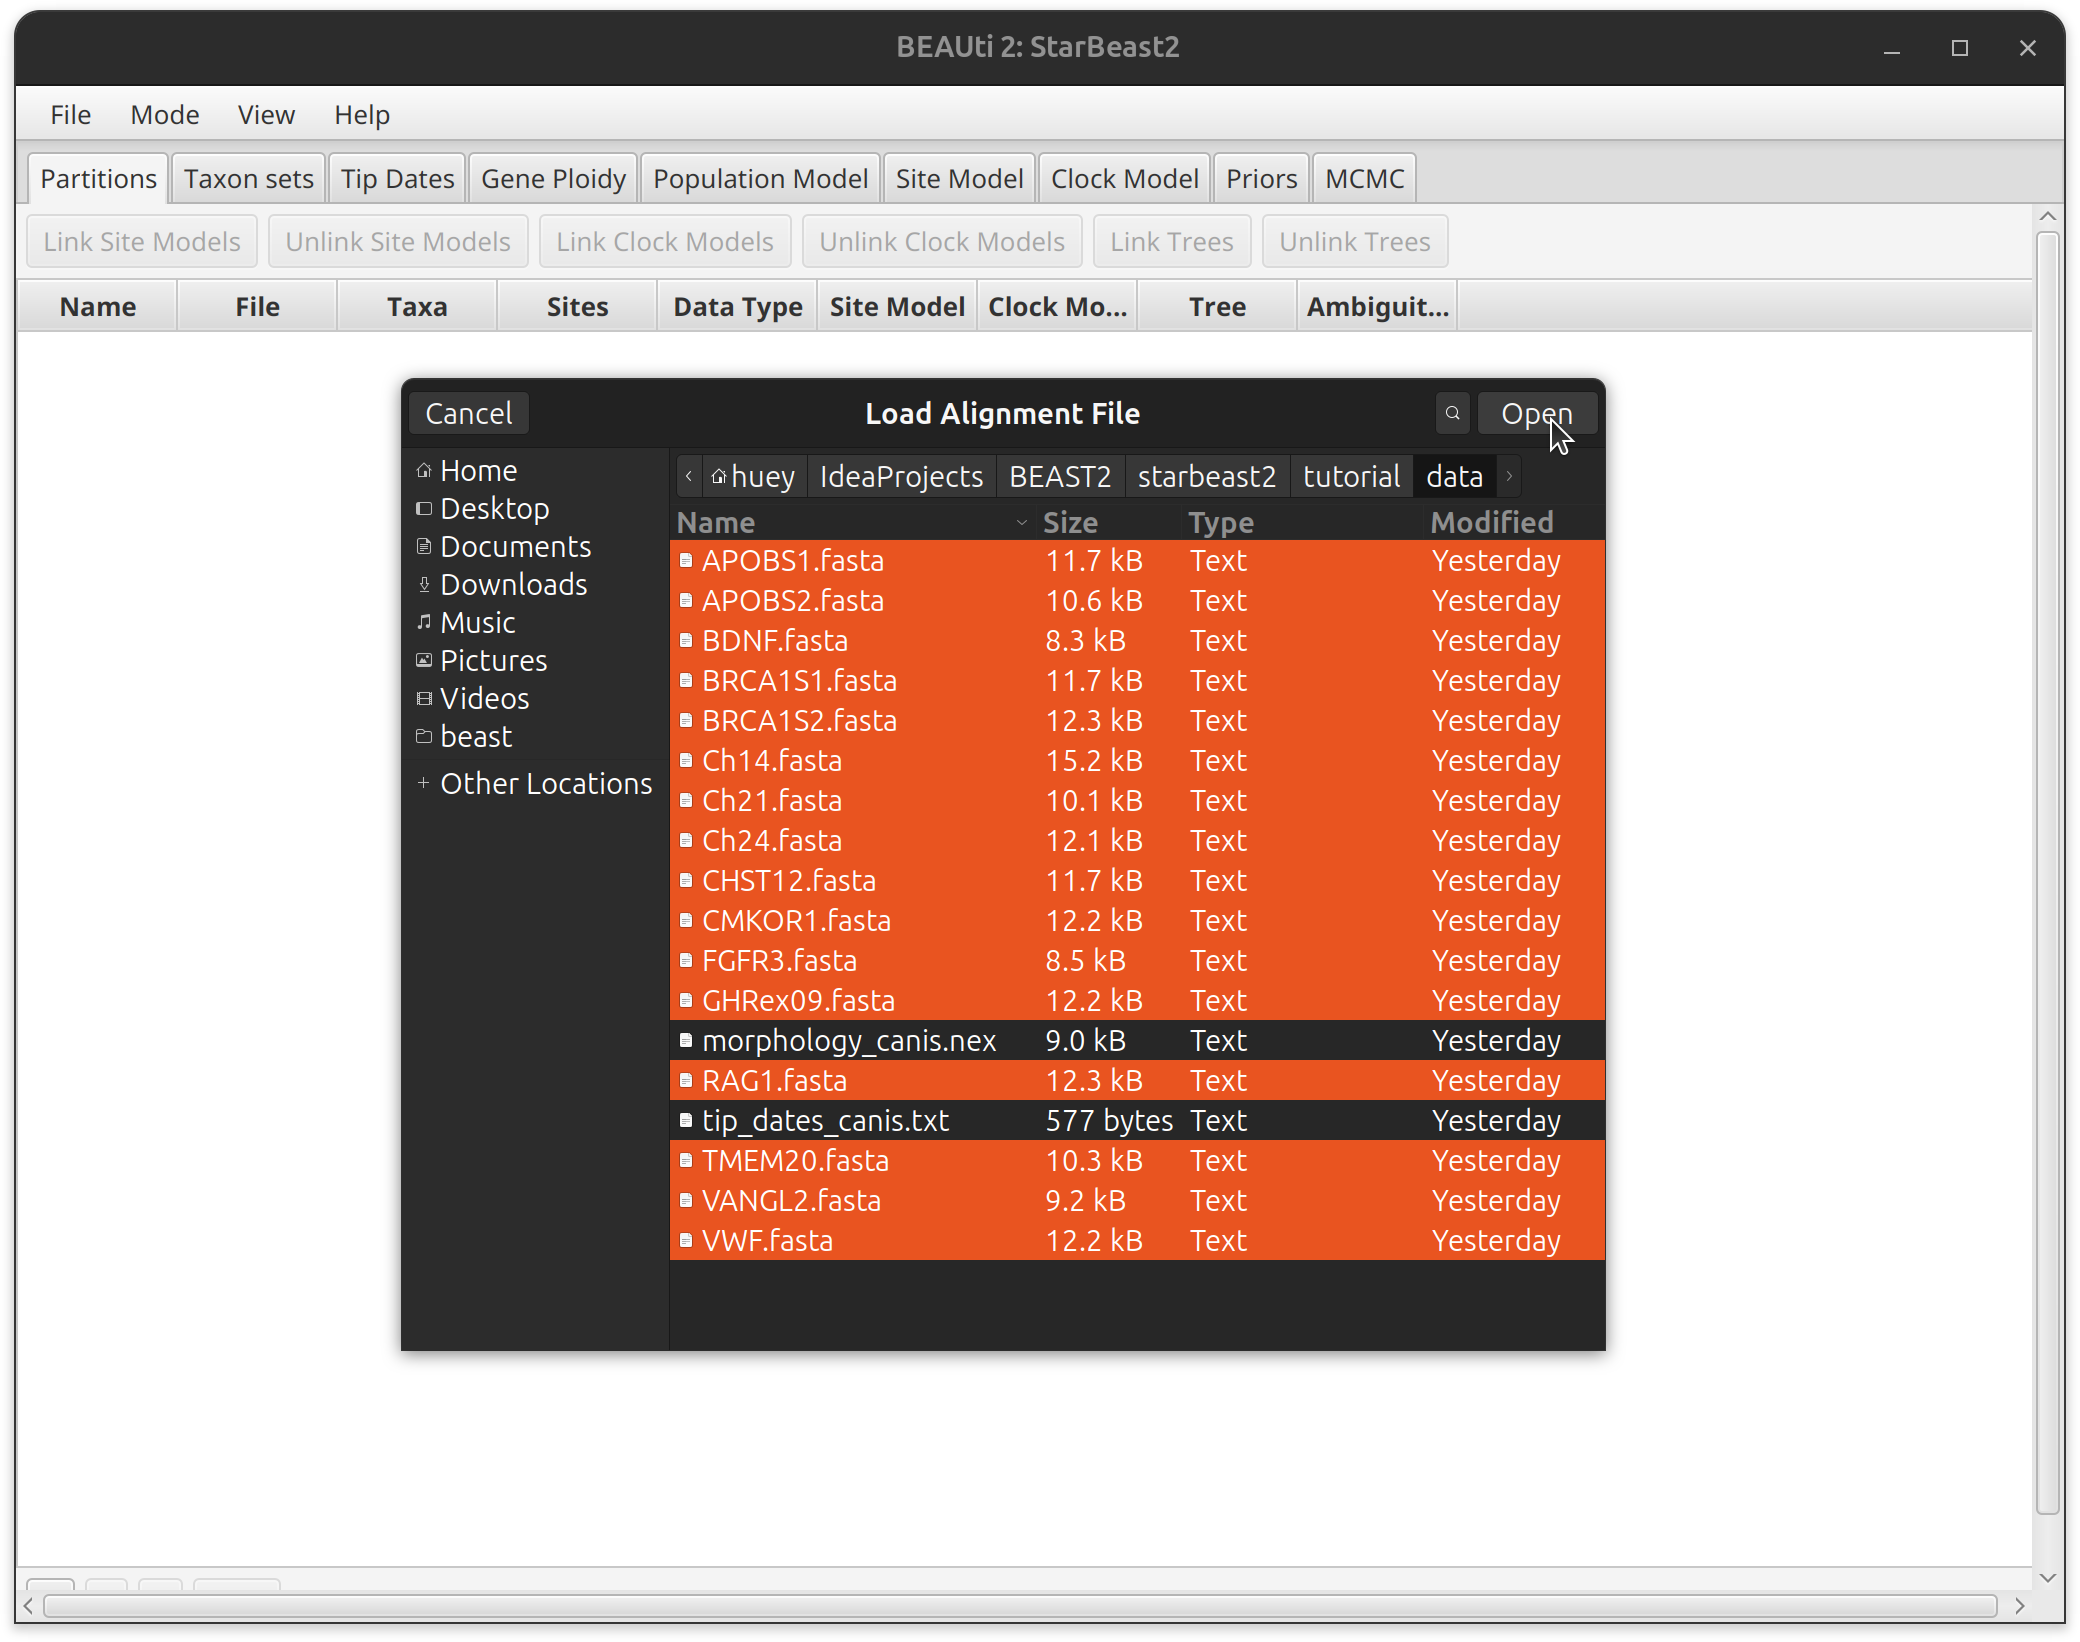 BEAUti 2: StarBeast2
File Mode View Help
Partitions Taxon sets Tip Dates Gene Ploidy Population Model Site Model Clock Model Priors MCMC
Link Site Models Unlink Site Models Link Clock Models Unlink Clock Models Link Trees Unlink Trees
Name File Taxa Sites Data Type Site Model Clock Mo... Tree Ambiguit...
Cancel Load Alignment File Open
Home
Desktop
Documents
Downloads
Music
Pictures
Videos
beast
Other Locations
huey IdeaProjects BEAST2 starbeast2 tutorial data
Name Size Type Modified
APOBS1.fasta 11.7 kB Text Yesterday
APOBS2.fasta 10.6 kB Text Yesterday
BDNF.fasta 8.3 kB Text Yesterday
BRCA1S1.fasta 11.7 kB Text Yesterday
BRCA1S2.fasta 12.3 kB Text Yesterday
Ch14.fasta 15.2 kB Text Yesterday
Ch21.fasta 10.1 kB Text Yesterday
Ch24.fasta 12.1 kB Text Yesterday
CHST12.fasta 11.7 kB Text Yesterday
CMKOR1.fasta 12.2 kB Text Yesterday
FGFR3.fasta 8.5 kB Text Yesterday
GHRex09.fasta 12.2 kB Text Yesterday
morphology_canis.nex 9.0 kB Text Yesterday
RAG1.fasta 12.3 kB Text Yesterday
tip_dates_canis.txt 577 bytes Text Yesterday
TMEM20.fasta 10.3 kB Text Yesterday
VANGL2.fasta 9.2 kB Text Yesterday
VWF.fasta 12.2 kB Text Yesterday